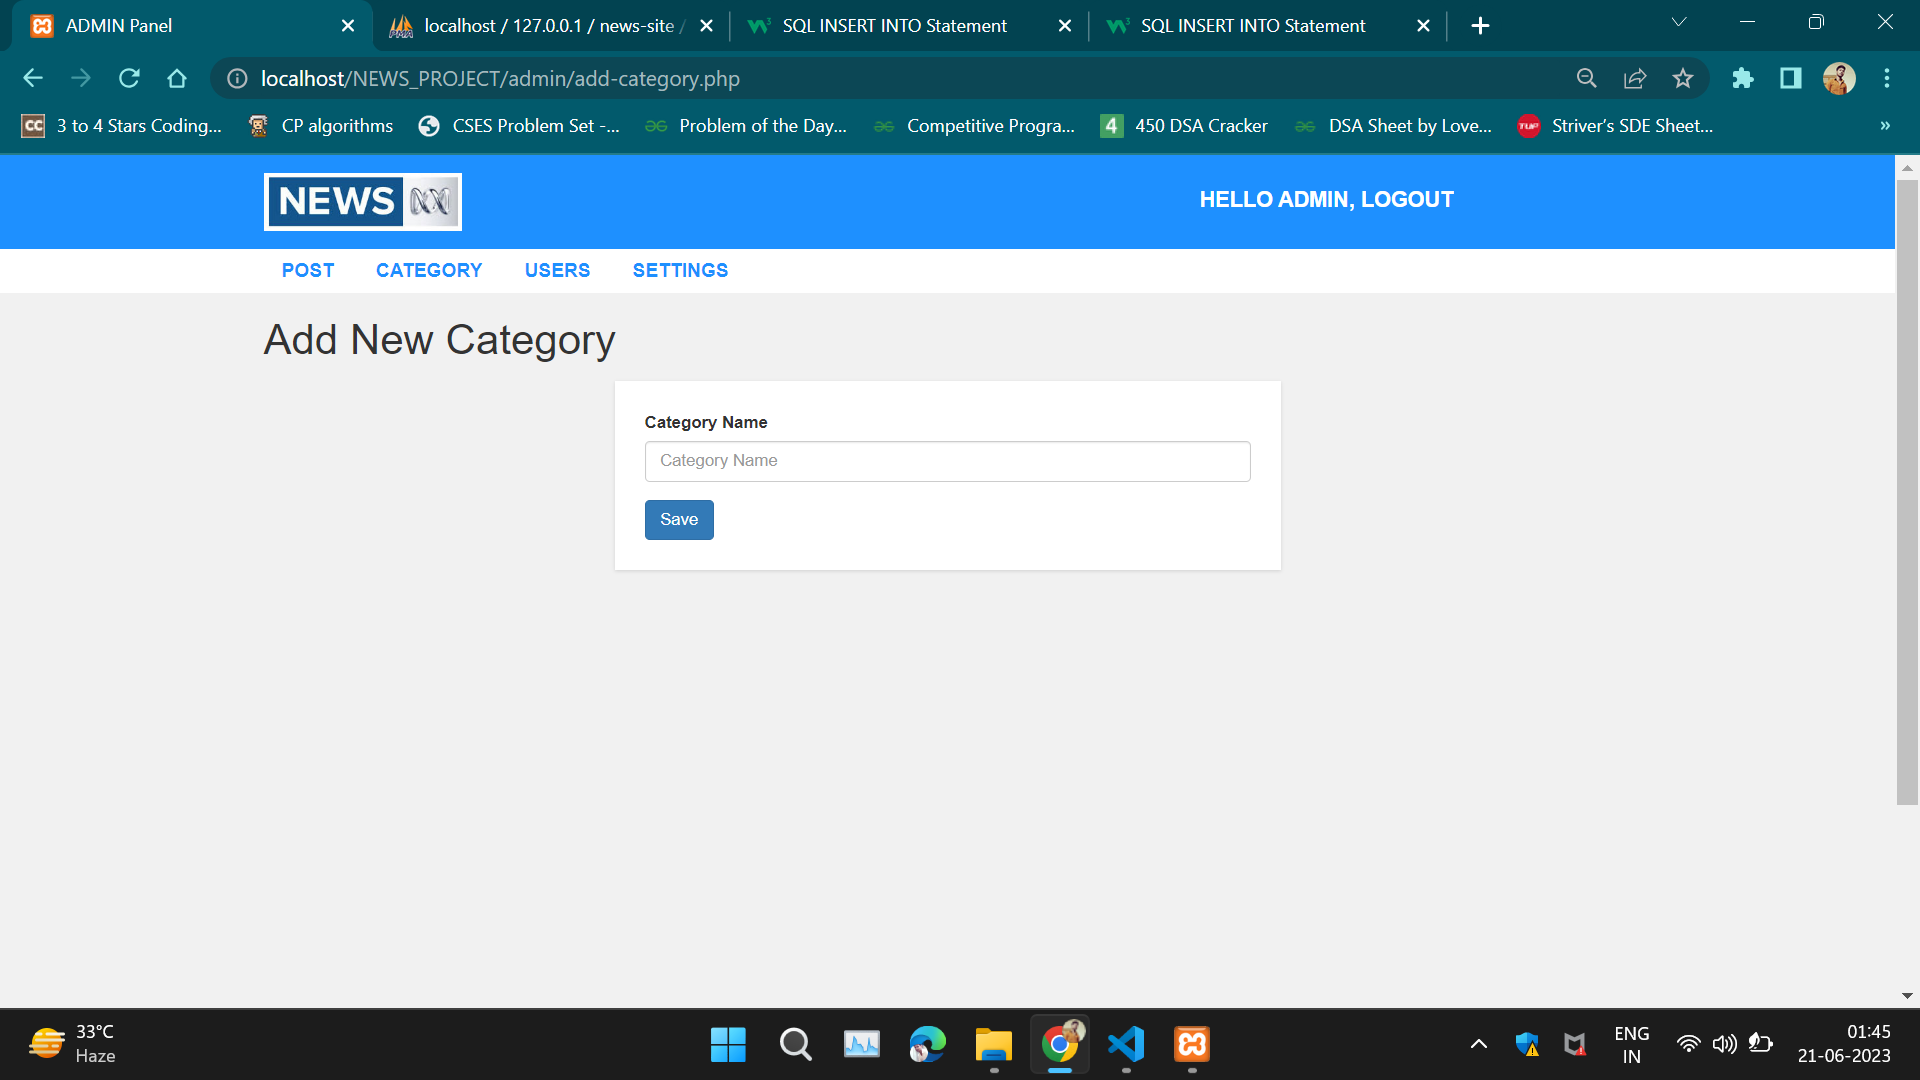 ADMIN Panel
localhost / 127.0.0.1 / news-site /
SQL INSERT INTO Statement
SQL INSERT INTO Statement
localhost/NEWS_PROJECT/admin/add-category.php
CC
3 to 4 Stars Coding...
CP algorithms
CSES Problem Set -...
Problem of the Day...
Competitive Progra...
4
450 DSA Cracker
DSA Sheet by Love...
TUF
Striver's SDE Sheet...
NEWS
HELLO ADMIN, LOGOUT
POST
CATEGORY
USERS
SETTINGS
Add New Category
Category Name
Category Name
Save
33°C
Haze
ENG
IN
01:45
21-06-2023